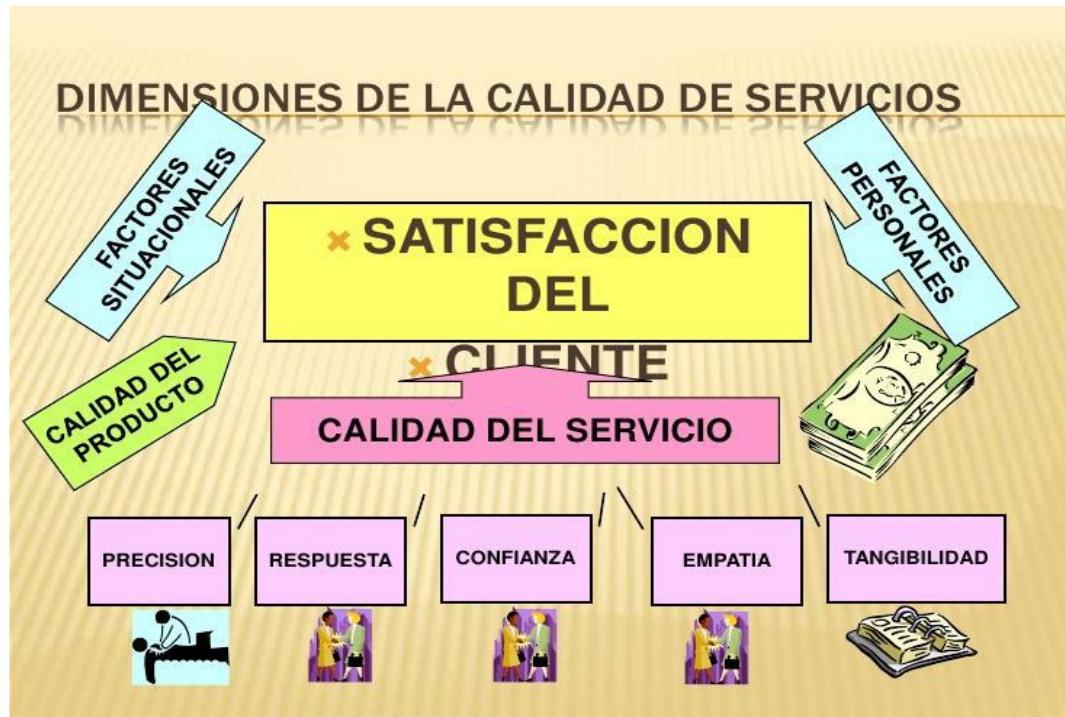 DIMENSIONES DE LA CALIDAD DE SERVICIOS
FACTORES
SITUACIONALES
FACTORES
PERSONALES
SATISFACCION
DEL
CLIENTE
CALIDAD DEL
PRODUCTO
CALIDAD DEL SERVICIO
PRECISION
RESPUESTA
CONFIANZA
EMPATIA
TANGIBILIDAD